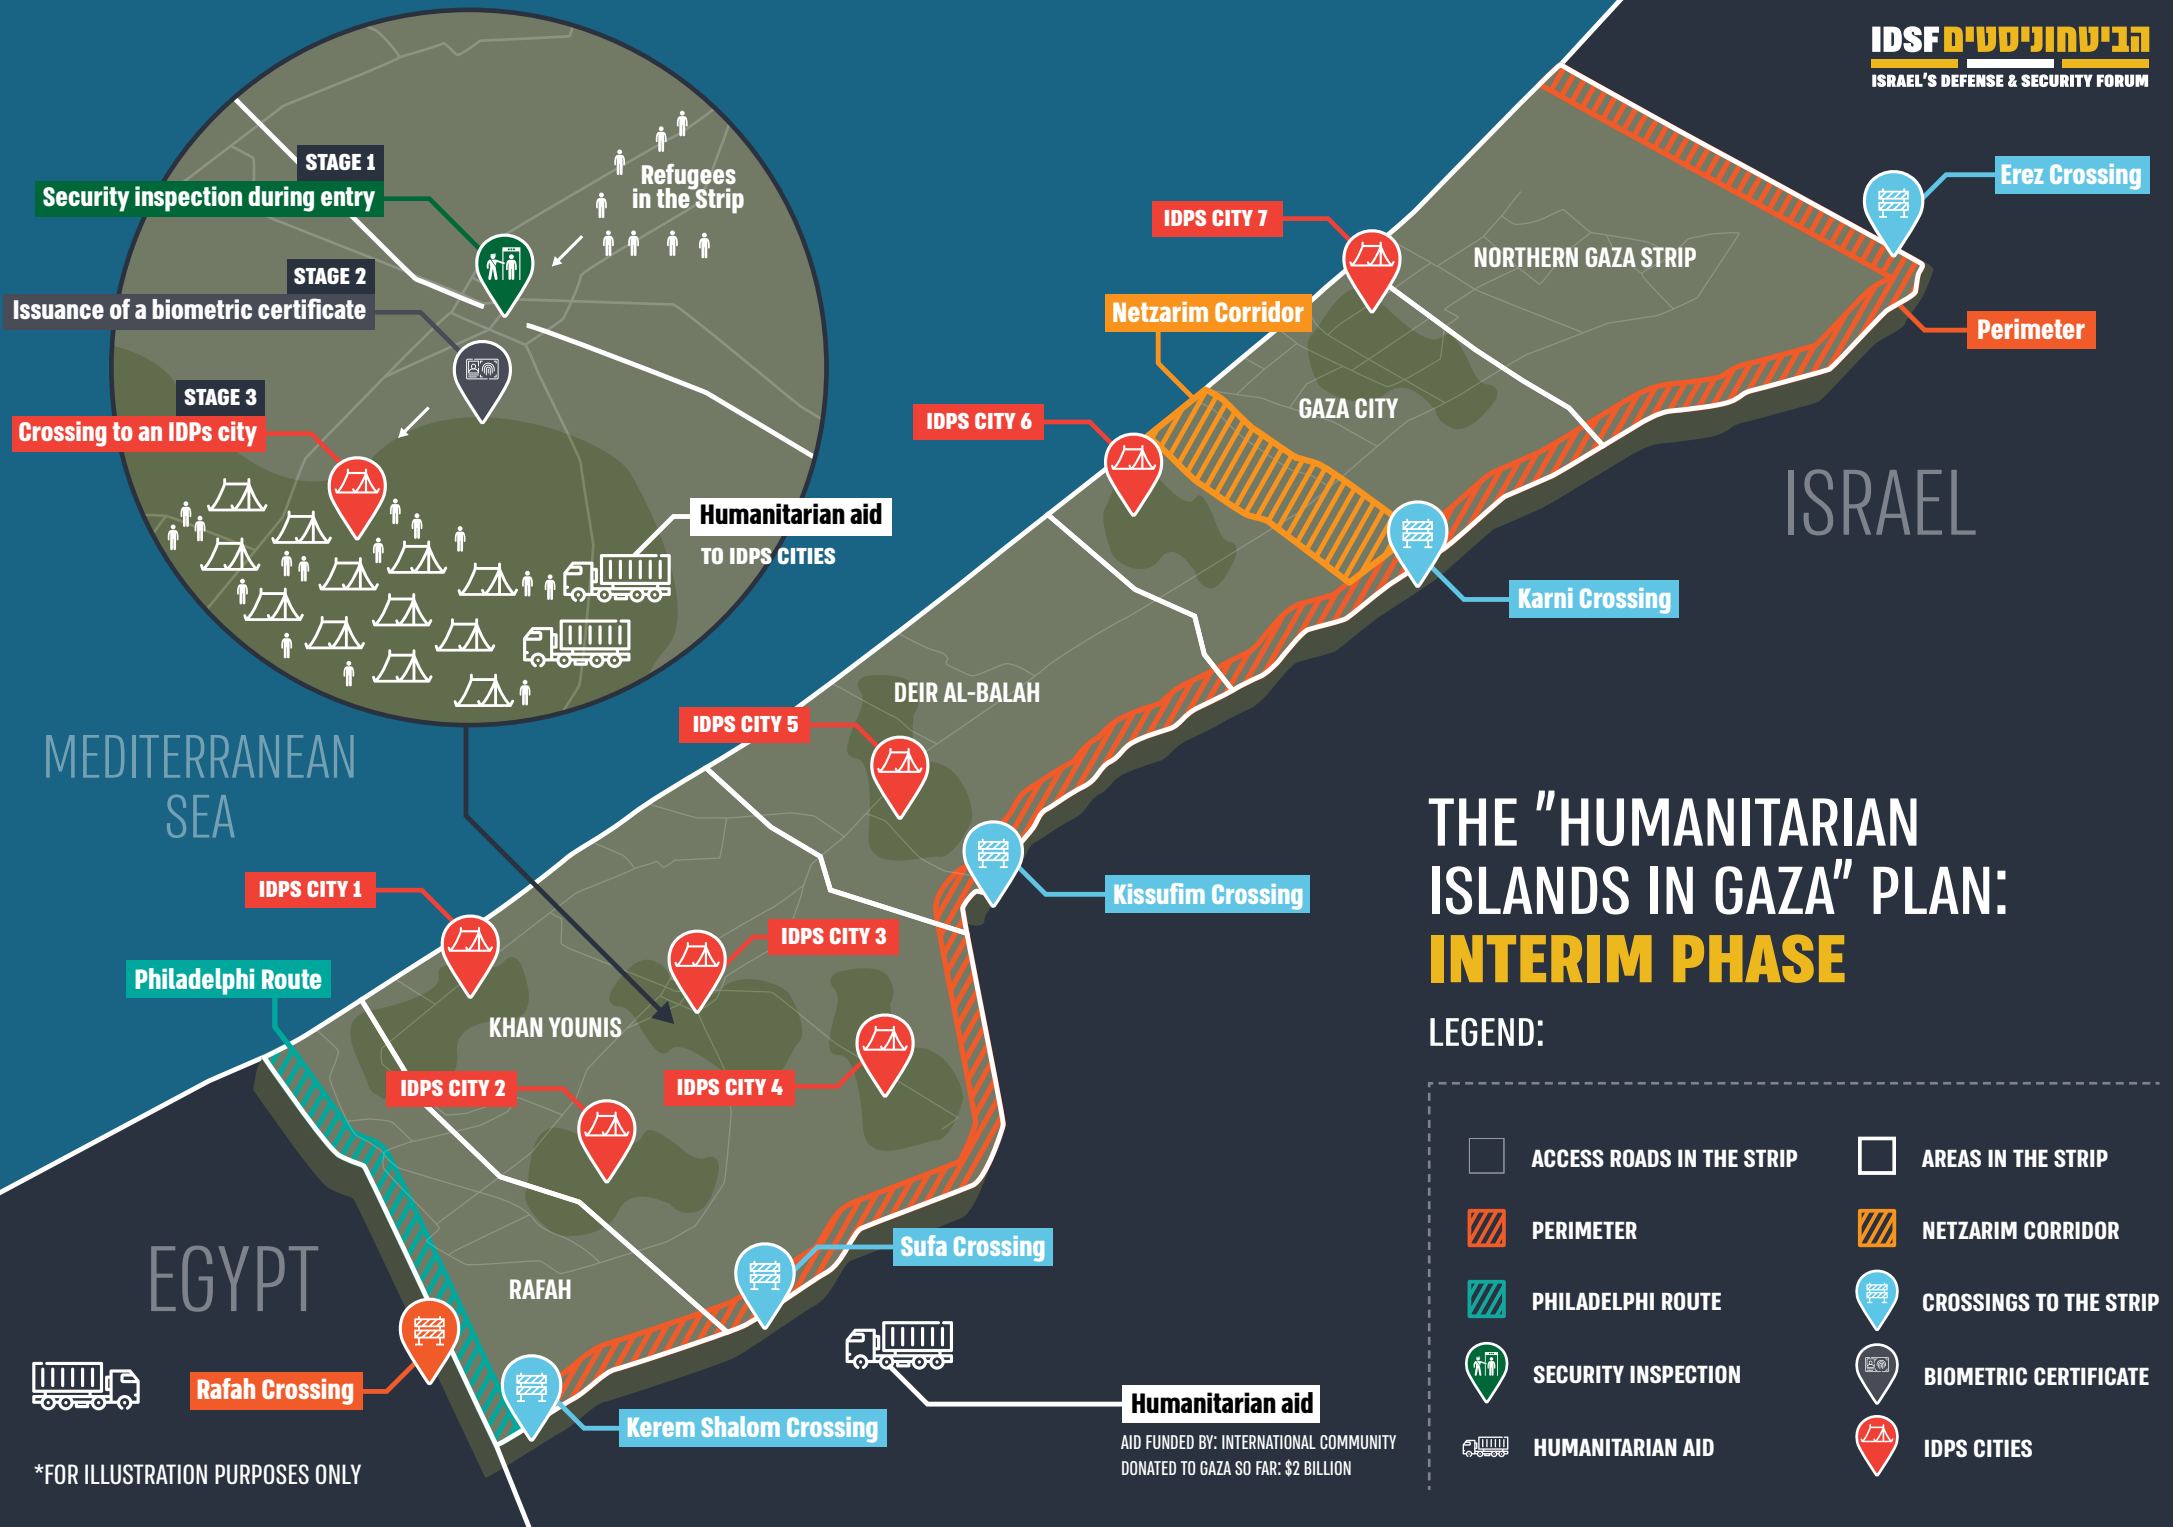 IDSF הביטחוניסטים
ISRAEL'S DEFENSE & SECURITY FORUM
STAGE 1
Security inspection during entry
STAGE 2
Issuance of a biometric certificate
STAGE 3
Crossing to an IDPs city
Refugees
in the Strip
Humanitarian aid
TO IDPS CITIES
Erez Crossing
IDPS CITY 7
NORTHERN GAZA STRIP
Netzarim Corridor
Perimeter
GAZA CITY
IDPS CITY 6
ISRAEL
Karni Crossing
DEIR AL-BALAH
IDPS CITY 5
MEDITERRANEAN
SEA
Kissufim Crossing
IDPS CITY 1
IDPS CITY 3
Philadelphi Route
KHAN YOUNIS
IDPS CITY 2
IDPS CITY 4
Sufa Crossing
EGYPT
RAFAH
Rafah Crossing
Kerem Shalom Crossing
Humanitarian aid
AID FUNDED BY: INTERNATIONAL COMMUNITY
DONATED TO GAZA SO FAR: $2 BILLION
*FOR ILLUSTRATION PURPOSES ONLY
THE "HUMANITARIAN
ISLANDS IN GAZA" PLAN:
INTERIM PHASE
LEGEND:
ACCESS ROADS IN THE STRIP
AREAS IN THE STRIP
PERIMETER
NETZARIM CORRIDOR
PHILADELPHI ROUTE
CROSSINGS TO THE STRIP
SECURITY INSPECTION
BIOMETRIC CERTIFICATE
HUMANITARIAN AID
IDPS CITIES